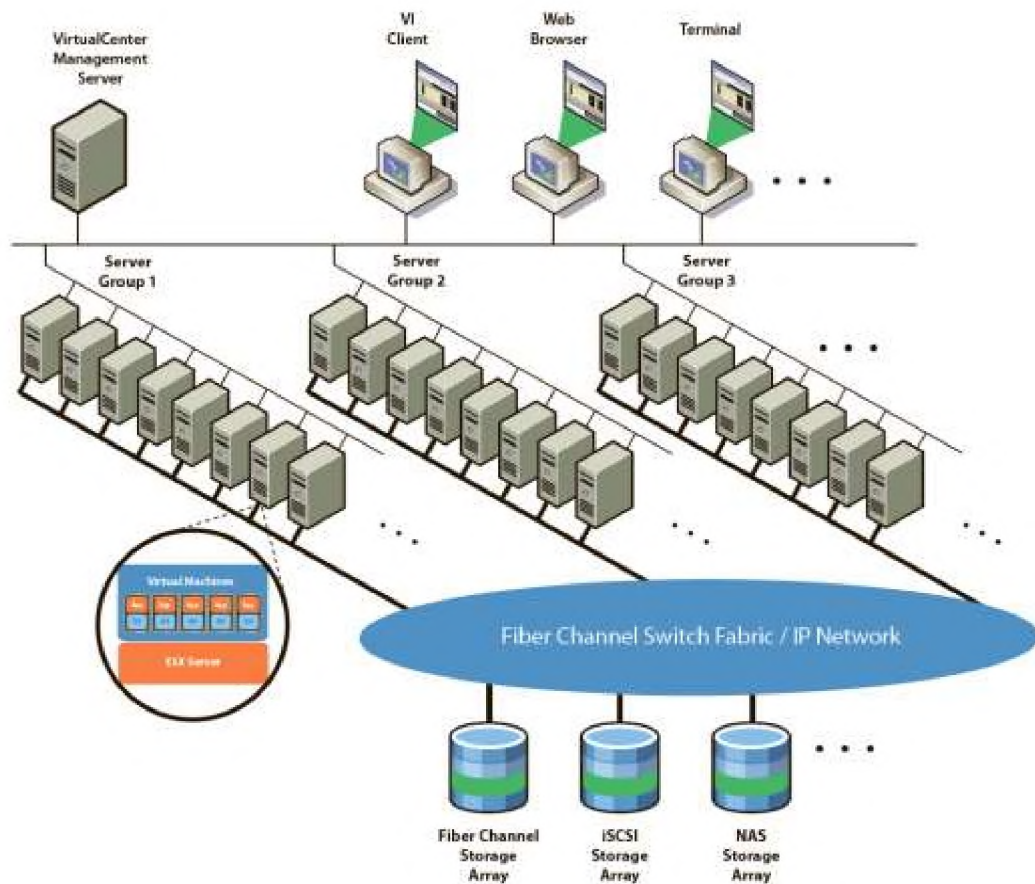 VirtualCenter
Management
Server
VI
Client
Web
Browser
Terminal
Server
Group 1
Server
Group 2
Server
Group 3
Virtual Machines
ESX Server
Fiber Channel Switch Fabric / IP Network
Fiber Channel
Storage
Array
iSCSI
Storage
Array
NAS
Storage
Array